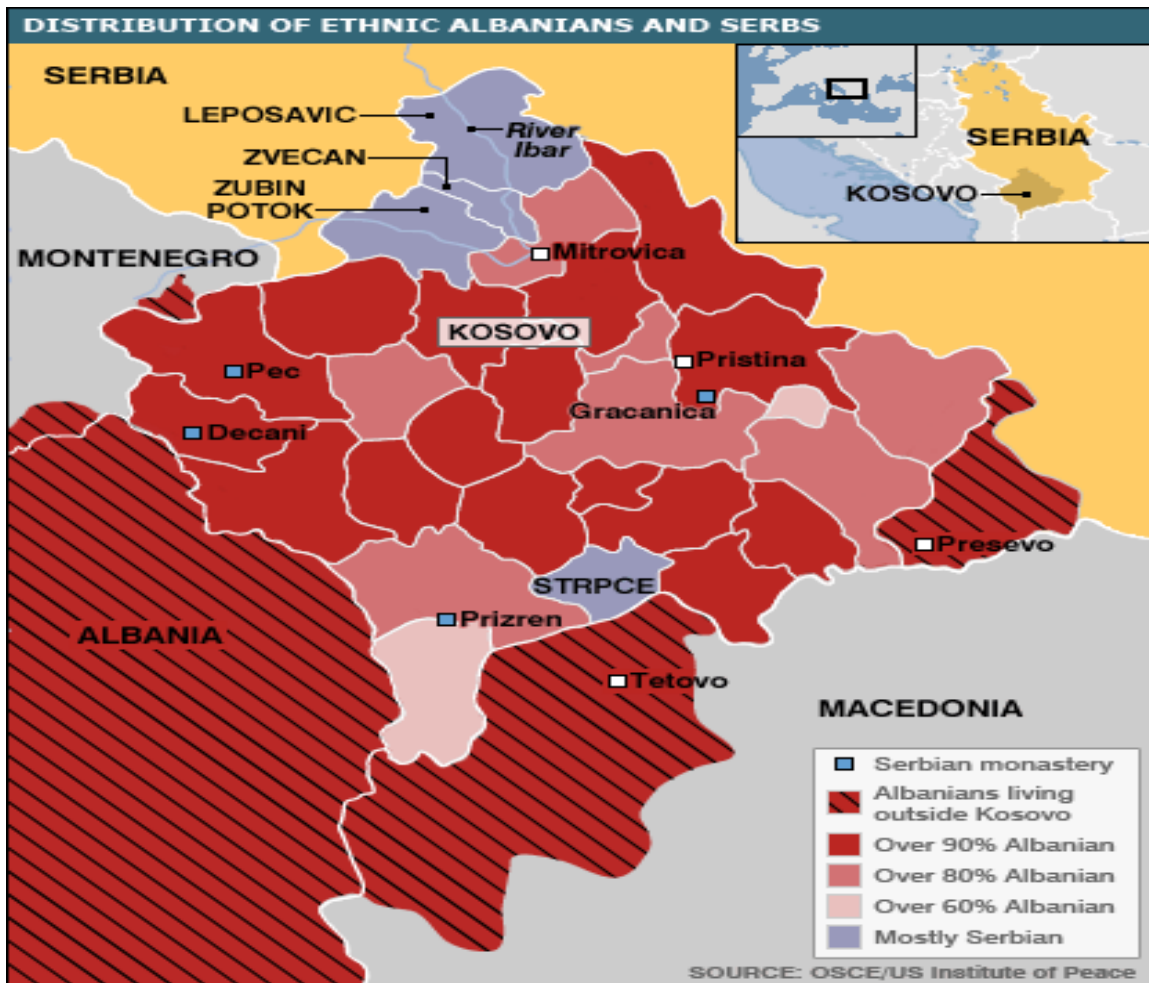 DISTRIBUTION OF ETHNIC ALBANIANS AND SERBS
SERBIA
LEPOSAVIC
River
Ibar
ZVECAN
ZUBIN
POTOK
SERBIA
KOSOVO
MONTENEGRO
Mitrovica
KOSOVO
Pristina
Pec
Gracanica
Decani
Presevo
STRPCE
Prizren
ALBANIA
Tetovo
MACEDONIA
Serbian monastery
Albanians living
outside Kosovo
Over 90% Albanian
Over 80% Albanian
Over 60% Albanian
Mostly Serbian
SOURCE: OSCE/US Institute of Peace